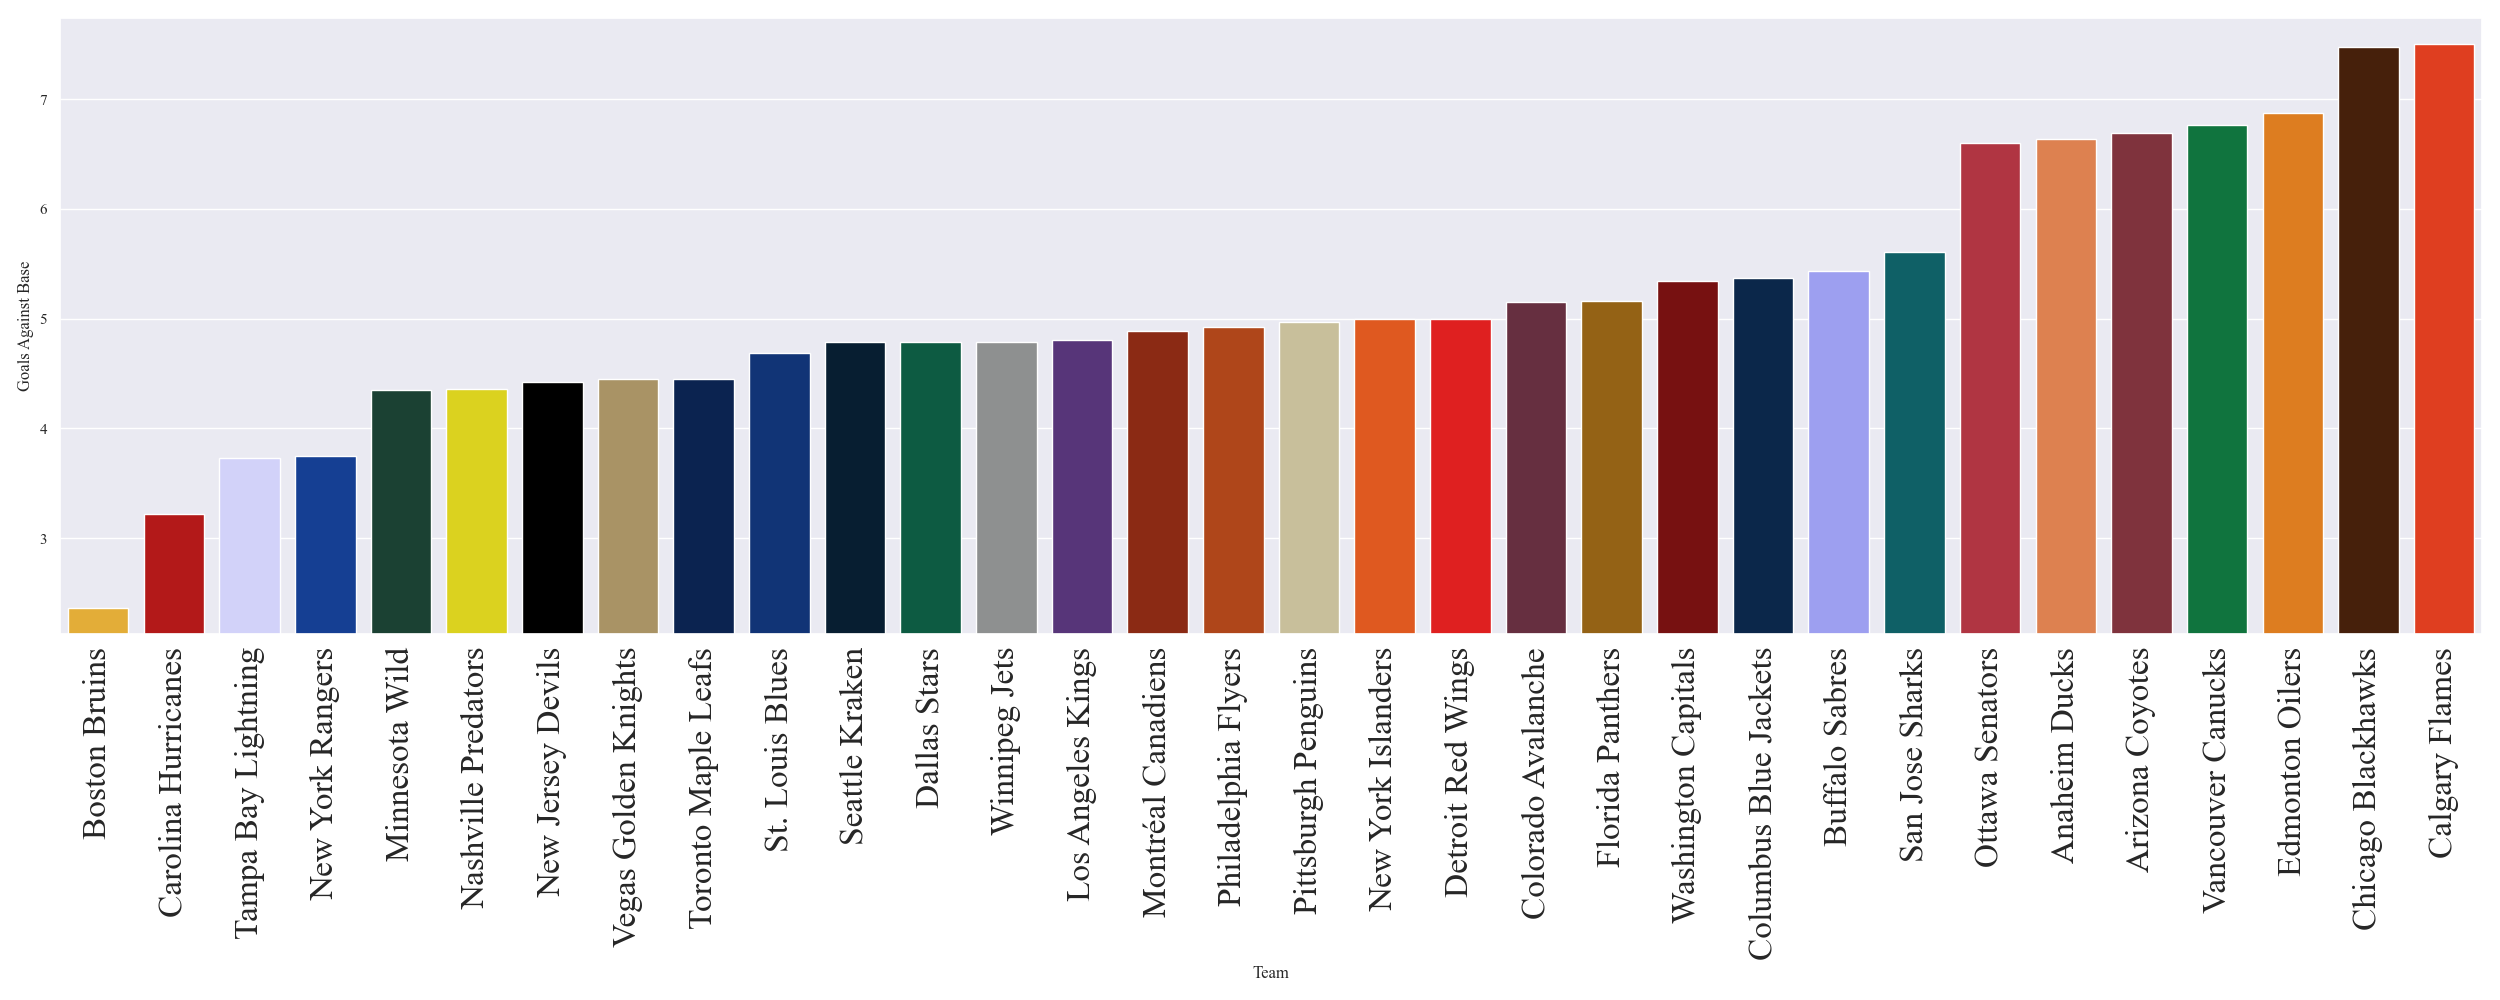 7
6
5
4
3
Goals Against Base
Boston Bruins
Carolina Hurricanes
Tampa Bay Lightning
New York Rangers
Minnesota Wild
Nashville Predators
New Jersey Devils
Vegas Golden Knights
Toronto Maple Leafs
St. Louis Blues
Seattle Kraken
Dallas Stars
Winnipeg Jets
Los Angeles Kings
Montréal Canadiens
Philadelphia Flyers
Pittsburgh Penguins
New York Islanders
Detroit Red Wings
Colorado Avalanche
Florida Panthers
Washington Capitals
Columbus Blue Jackets
Buffalo Sabres
San Jose Sharks
Ottawa Senators
Anaheim Ducks
Arizona Coyotes
Vancouver Canucks
Edmonton Oilers
Chicago Blackhawks
Calgary Flames
Team